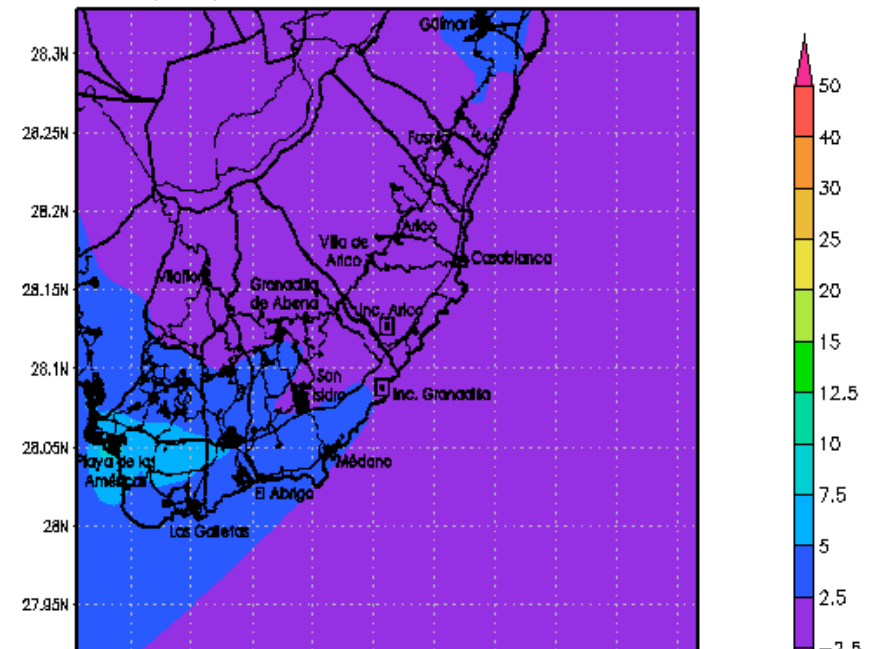 28.3N
28.25N
28.2N
28.15N
28.1N
28.05N
28N
27.95N
Güímar
Fasnia
Arico
Villa de
Arico
Casablanca
Vilaflor
Granadilla
de Abona
Inc. Arico
San
Isidro
Inc. Granadilla
Playa de las
Américas
Médano
El Abrigo
Las Galletas
50
40
30
25
20
15
12.5
10
7.5
5
2.5
-2.5